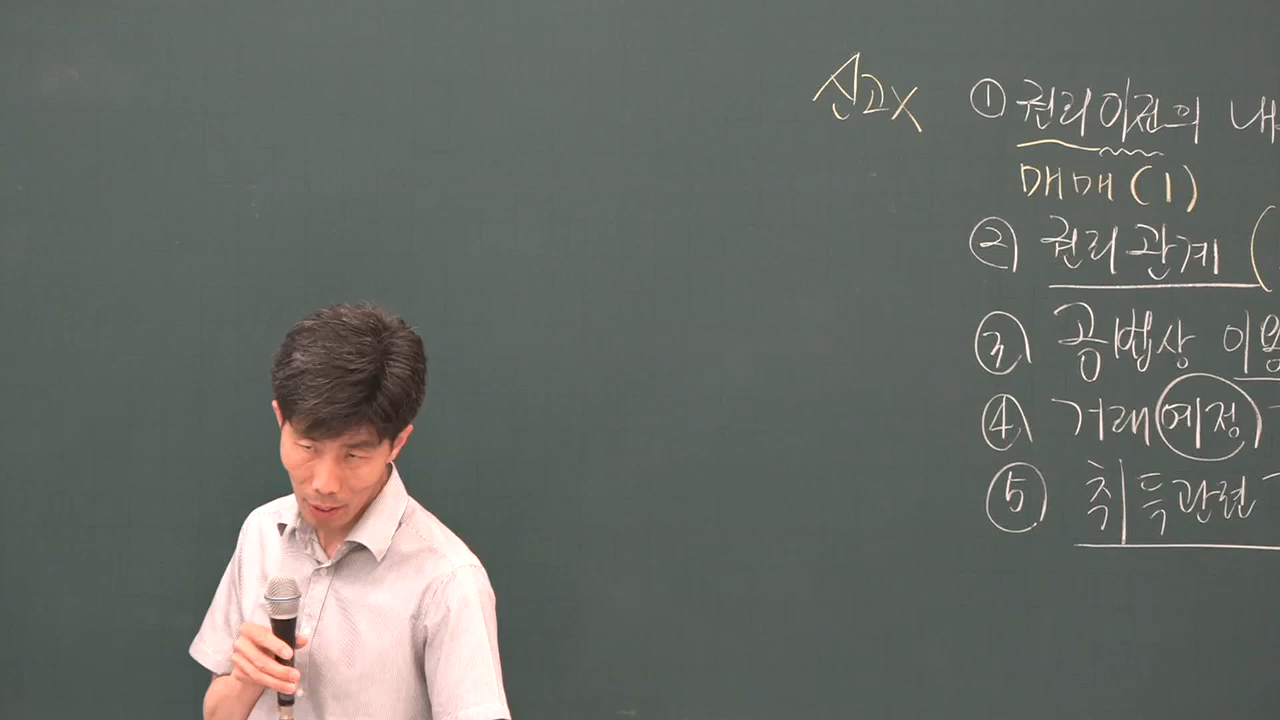 신고X ① 권리이전의 내
매매(1)
② 권리관계 (
③ 공법상 이용
④ 거래예정
⑤ 취득관련